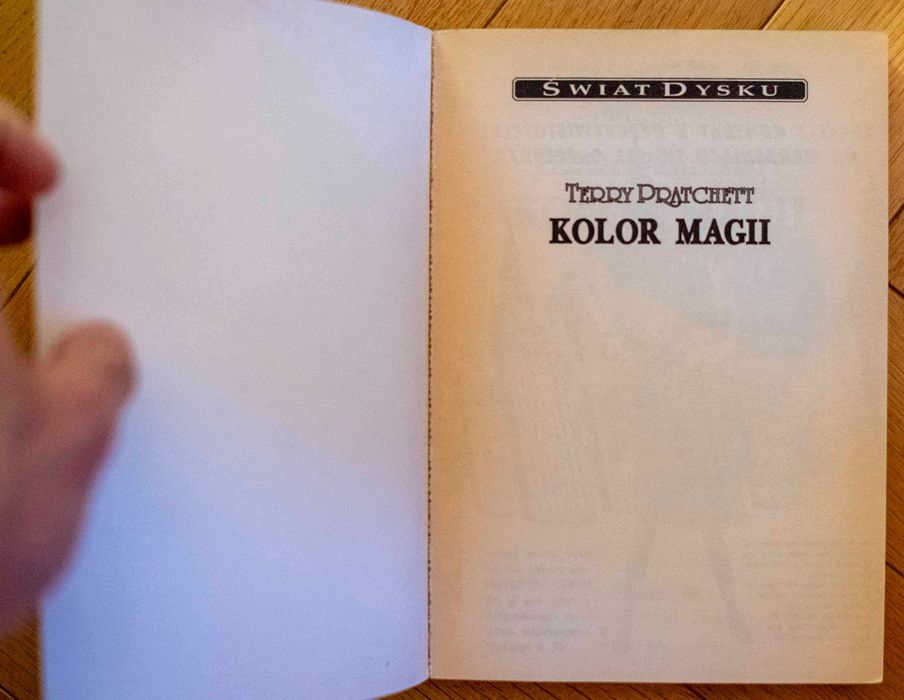 ŚWIAT DYSKU
TERRY PRATCHETT
KOLOR MAGII